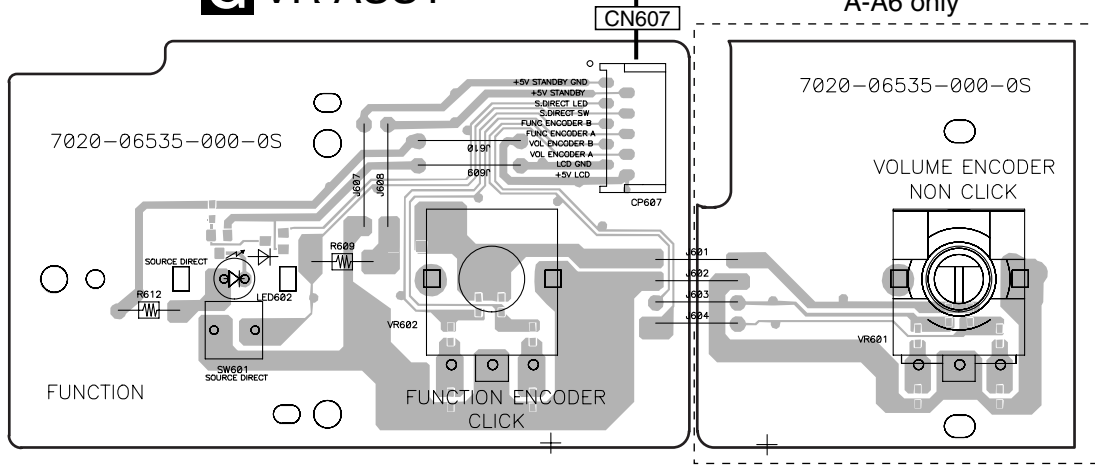 G VR ASSY
CN607
A-A6 only
7020-06535-000-0S
+5V STANDBY GND
+5V STANDBY
S.DIRECT LED
S.DIRECT SW
FUNC ENCODER B
FUNC ENCODER A
VOL ENCODER B
VOL ENCODER A
LCD GND
+5V LCD
CP607
J610
J609
J607
J608
R609
SOURCE DIRECT
LED602
R612
SW601
SOURCE DIRECT
VR602
FUNCTION
FUNCTION ENCODER
CLICK
J601
J602
J603
J604
7020-06535-000-0S
VOLUME ENCODER
NON CLICK
VR601